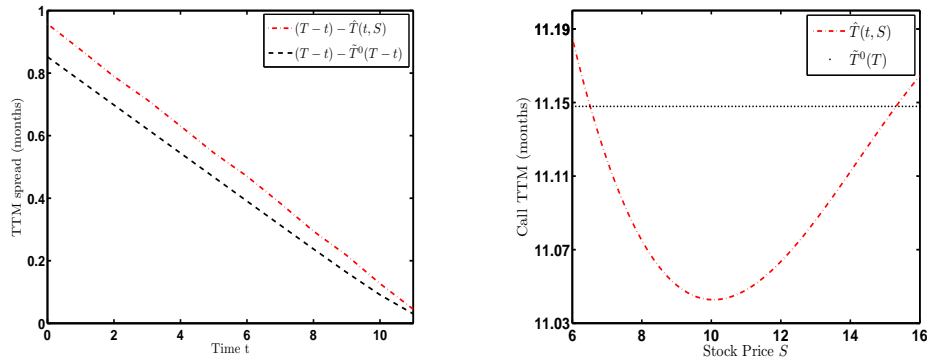 1
0.8
0.6
0.4
0.2
0
TTM spread (months)
0 2 4 6 8 10
Time t
(T − t) − T̂(t, S)
(T − t) − T̃⁰(T − t)
11.19
11.15
11.11
11.07
11.03
Call TTM (months)
6 8 10 12 14 16
Stock Price S
T̂(t, S)
T̃⁰(T)